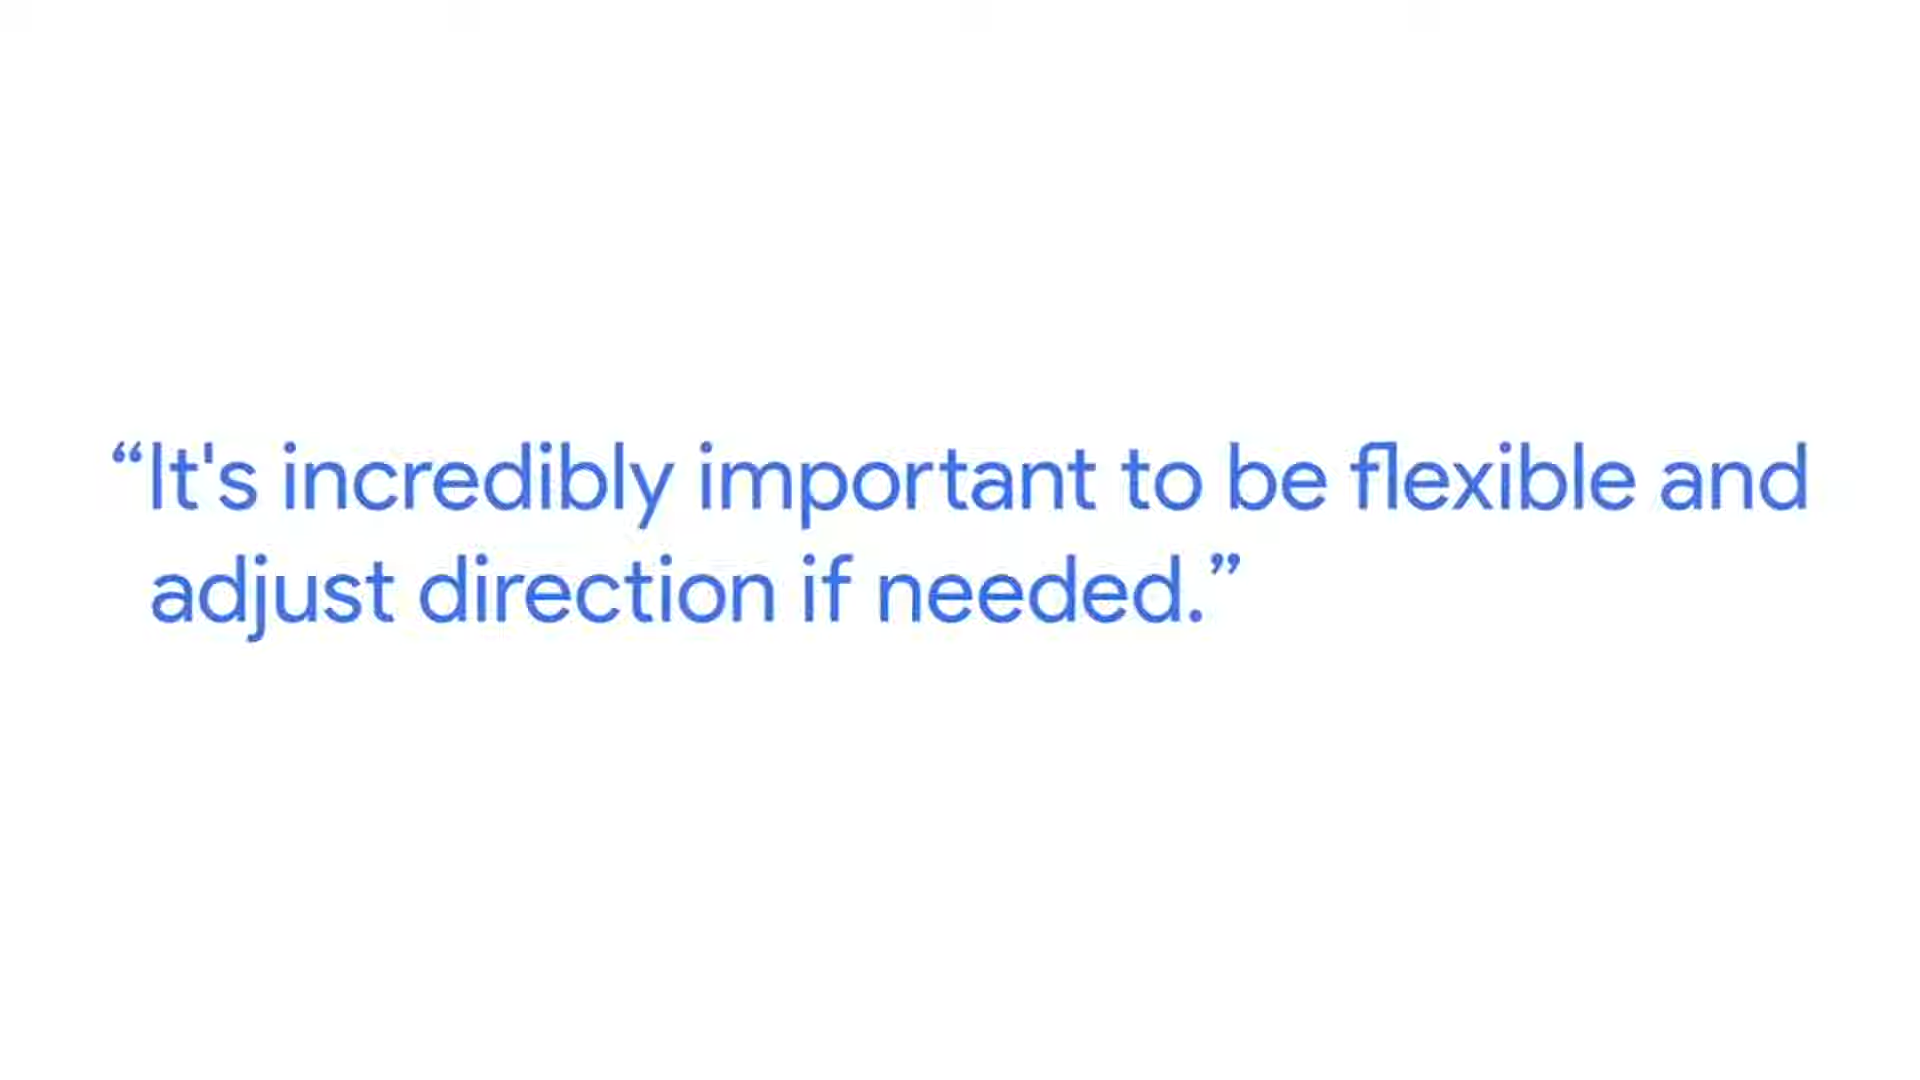 “It's incredibly important to be flexible and
adjust direction if needed.”